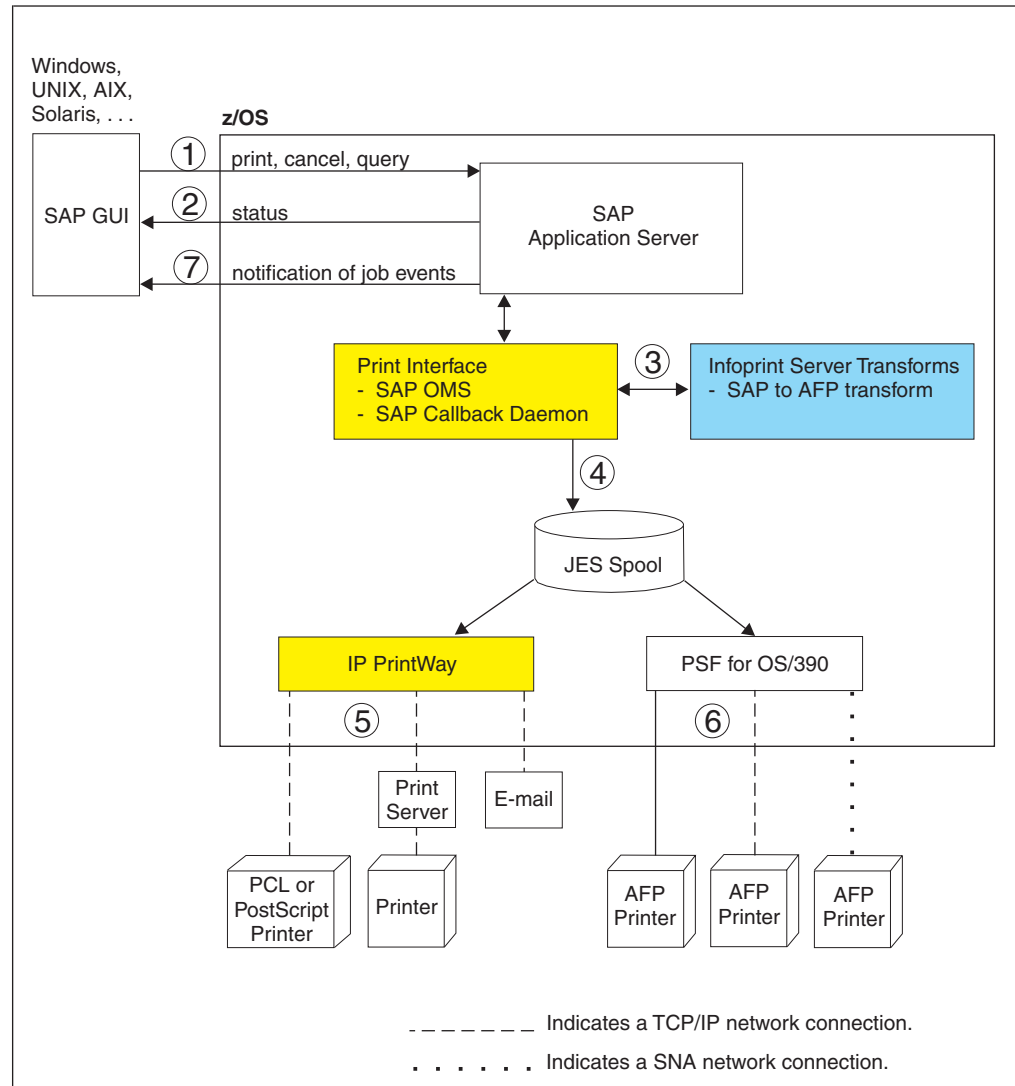 Windows,
UNIX, AIX,
Solaris, . . .
z/OS
1
print, cancel, query
SAP GUI
2
status
SAP
Application Server
7
notification of job events
Print Interface
- SAP OMS
- SAP Callback Daemon
3
Infoprint Server Transforms
- SAP to AFP transform
4
JES Spool
IP PrintWay
PSF for OS/390
5
6
Print
Server
E-mail
PCL or
PostScript
Printer
Printer
AFP
Printer
AFP
Printer
AFP
Printer
Indicates a TCP/IP network connection.
Indicates a SNA network connection.